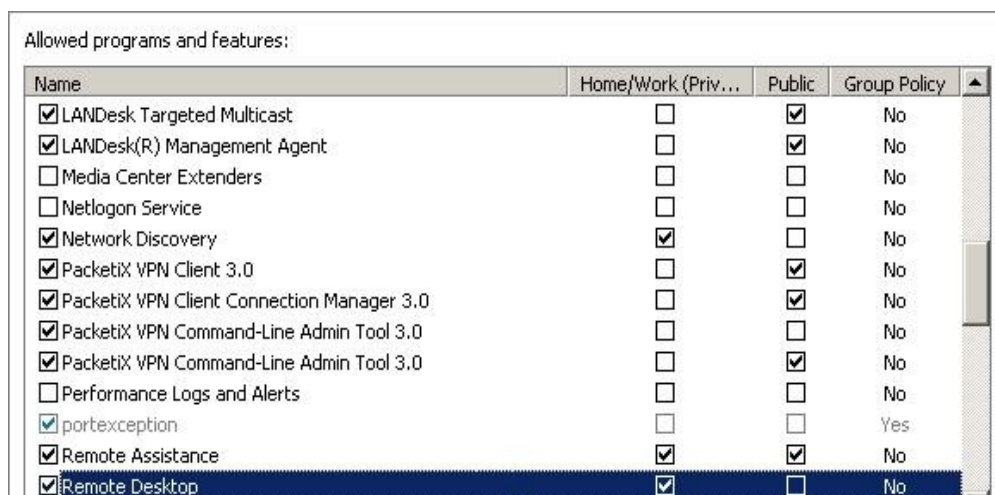 Allowed programs and features:
Name Home/Work (Priv... Public Group Policy
LANDesk Targeted Multicast No
LANDesk(R) Management Agent No
Media Center Extenders No
Netlogon Service No
Network Discovery No
PacketiX VPN Client 3.0 No
PacketiX VPN Client Connection Manager 3.0 No
PacketiX VPN Command-Line Admin Tool 3.0 No
PacketiX VPN Command-Line Admin Tool 3.0 No
Performance Logs and Alerts No
portexception Yes
Remote Assistance No
Remote Desktop No